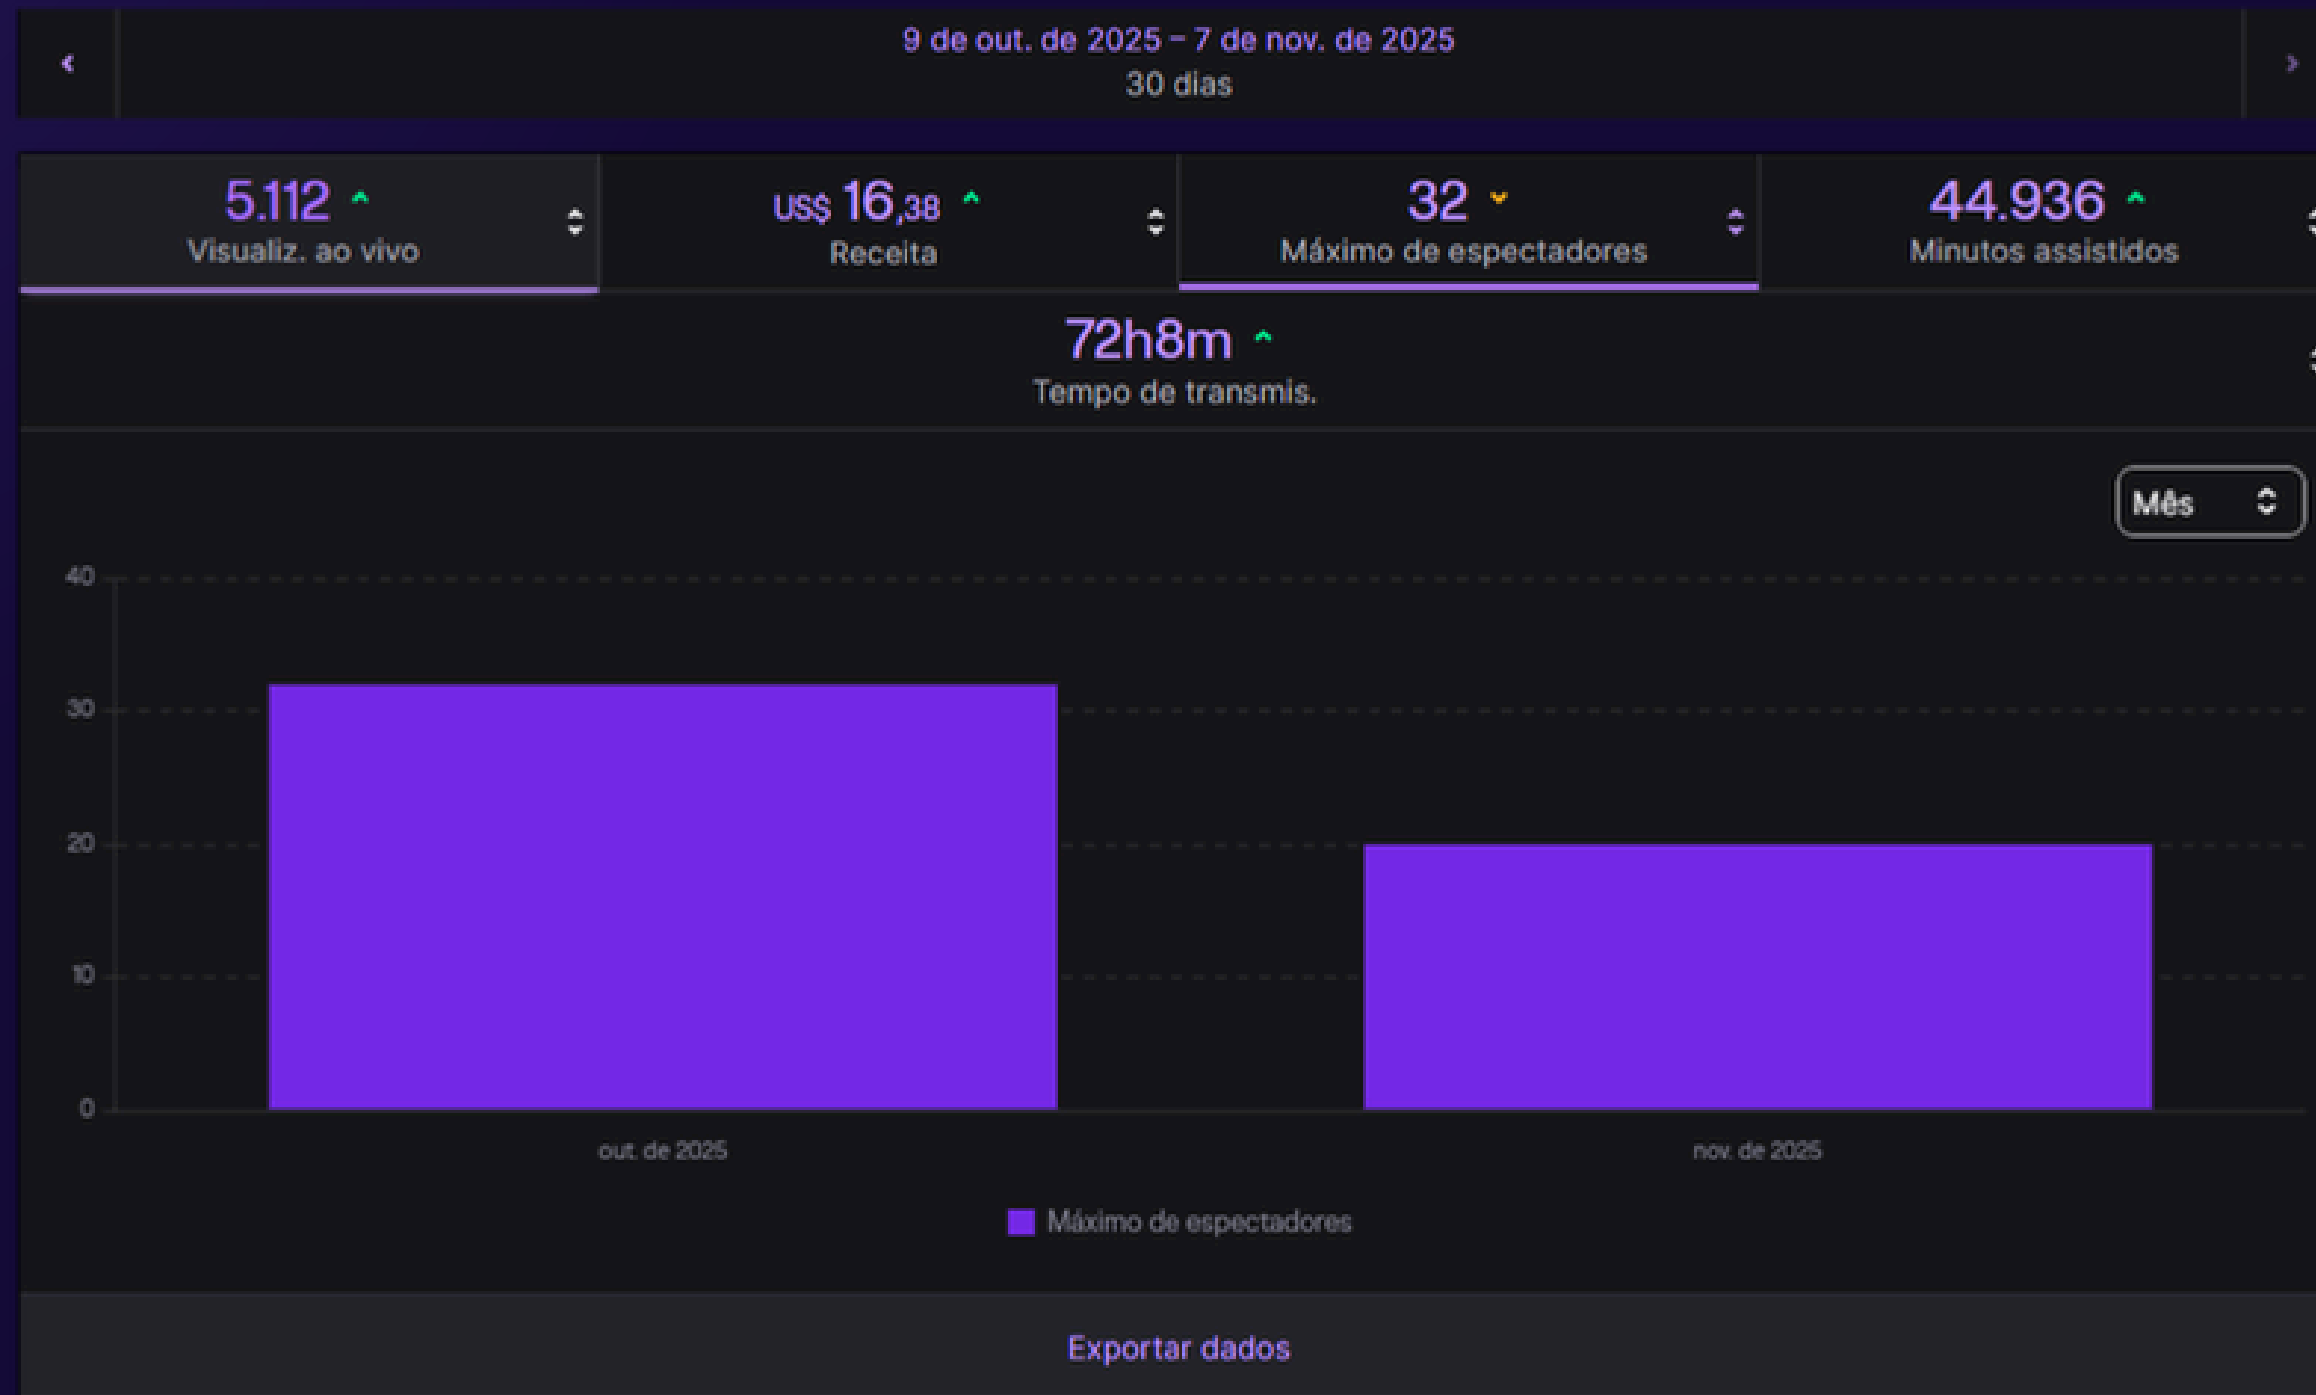 9 de out. de 2025 – 7 de nov. de 2025
30 dias
5.112
Visualiz. ao vivo
US$ 16,38
Receita
32
Máximo de espectadores
44.936
Minutos assistidos
72h8m
Tempo de transmis.
Mês
40
30
20
10
0
out. de 2025
nov. de 2025
Máximo de espectadores
Exportar dados